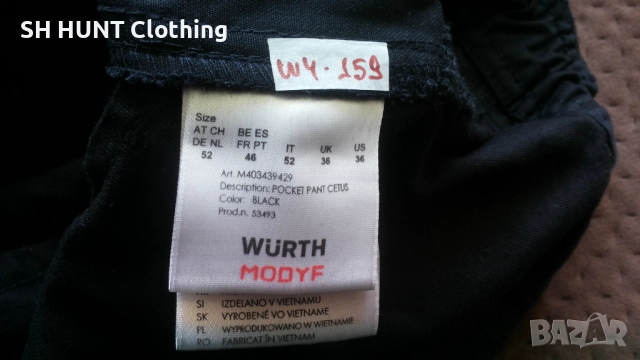 SH HUNT Clothing
W4-159
Size
AT CH BE ES
DE NL FR PT IT UK US
52 46 52 36 36
Art. M403439429
Description: POCKET PANT CETUS
Color: BLACK
Prod.n. 53493
WÜRTH
MODYF
SI IZDELANO V VIETNAMU
SK VYROBENÉ VO VIETNAME
PL WYPRODUKOWANO W WIETNAM
RO FABRICAT ÎN VIETNAM
BAZAR
bg